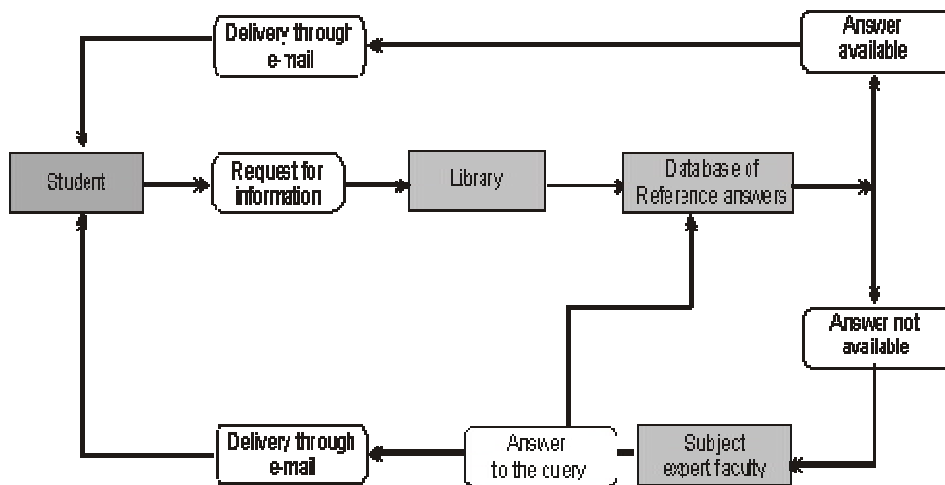 Delivery through
e-mail
Answer
available
Student
Request for
information
Library
Database of
Reference answers
Answer not
available
Delivery through
e-mail
Answer
to the query
Subject
expert faculty